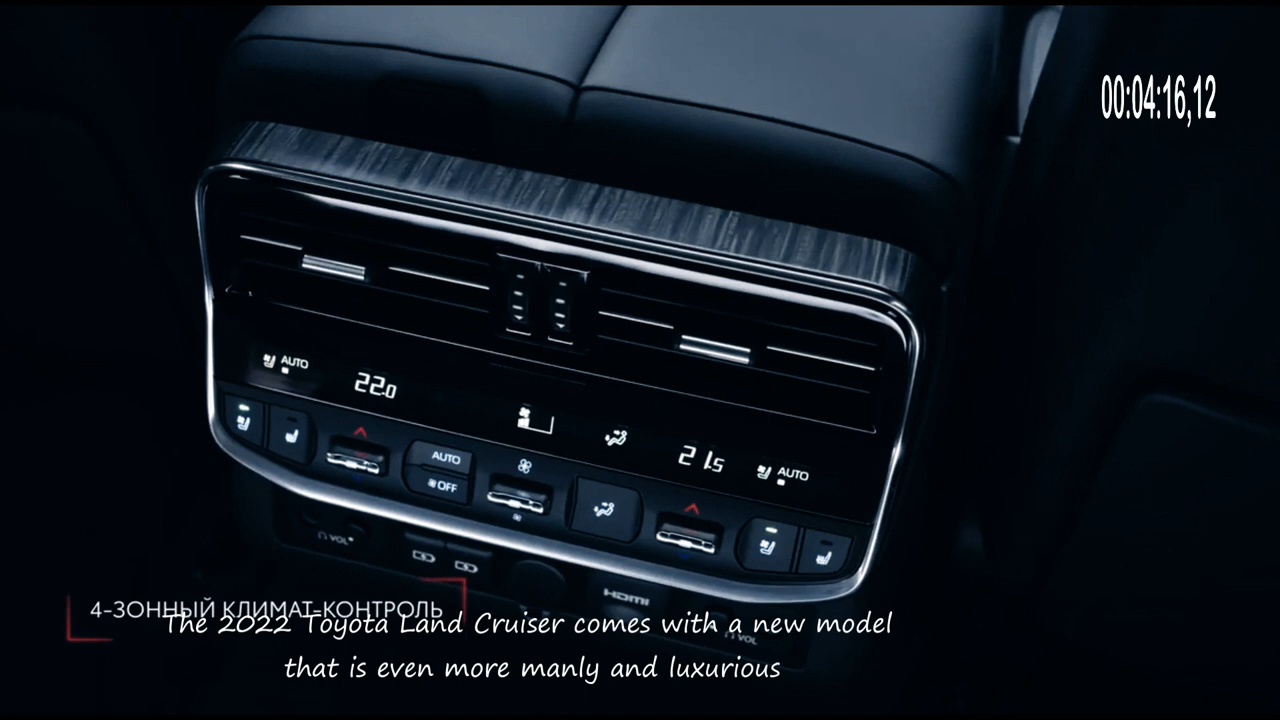 00:04:16,12
AUTO
22.0
21.5
AUTO
AUTO
OFF
VOL
HDMI
VOL
4-ЗОННЫЙ КЛИМАТ-КОНТРОЛЬ
The 2022 Toyota Land Cruiser comes with a new model
that is even more manly and luxurious